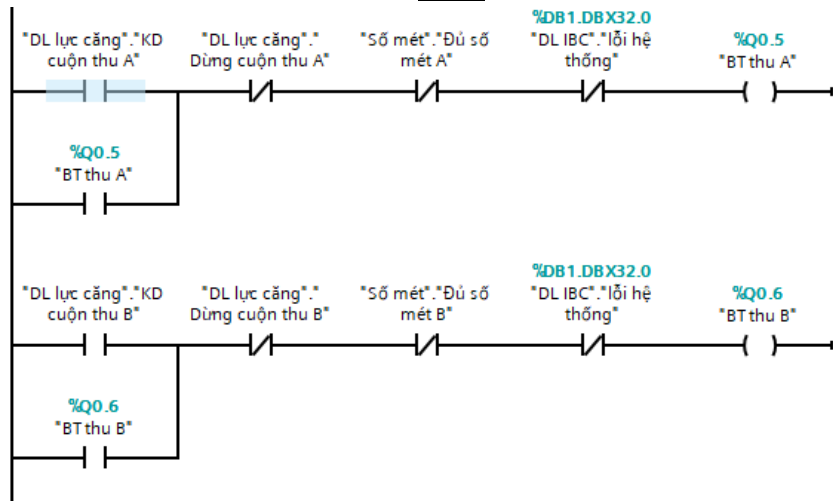 %DB1.DBX32.0
"DL lực căng"."KD "DL lực căng"." "Số mét"."Đủ số "DL IBC"."lỗi hệ %Q0.5
cuộn thu A" Dừng cuộn thu A" mét A" thống" "BT thu A"
%Q0.5
"BT thu A"
%DB1.DBX32.0
"DL lực căng"."KD "DL lực căng"." "Số mét"."Đủ số "DL IBC"."lỗi hệ %Q0.6
cuộn thu B" Dừng cuộn thu B" mét B" thống" "BT thu B"
%Q0.6
"BT thu B"